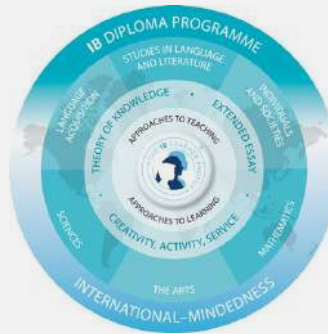 IB DIPLOMA PROGRAMME
STUDIES IN LANGUAGE
AND LITERATURE
LANGUAGE
ACQUISITION
INDIVIDUALS
AND SOCIETIES
THEORY OF KNOWLEDGE
EXTENDED ESSAY
APPROACHES TO TEACHING
APPROACHES TO LEARNING
CREATIVITY, ACTIVITY, SERVICE
SCIENCES
MATHEMATICS
THE ARTS
INTERNATIONAL-MINDEDNESS